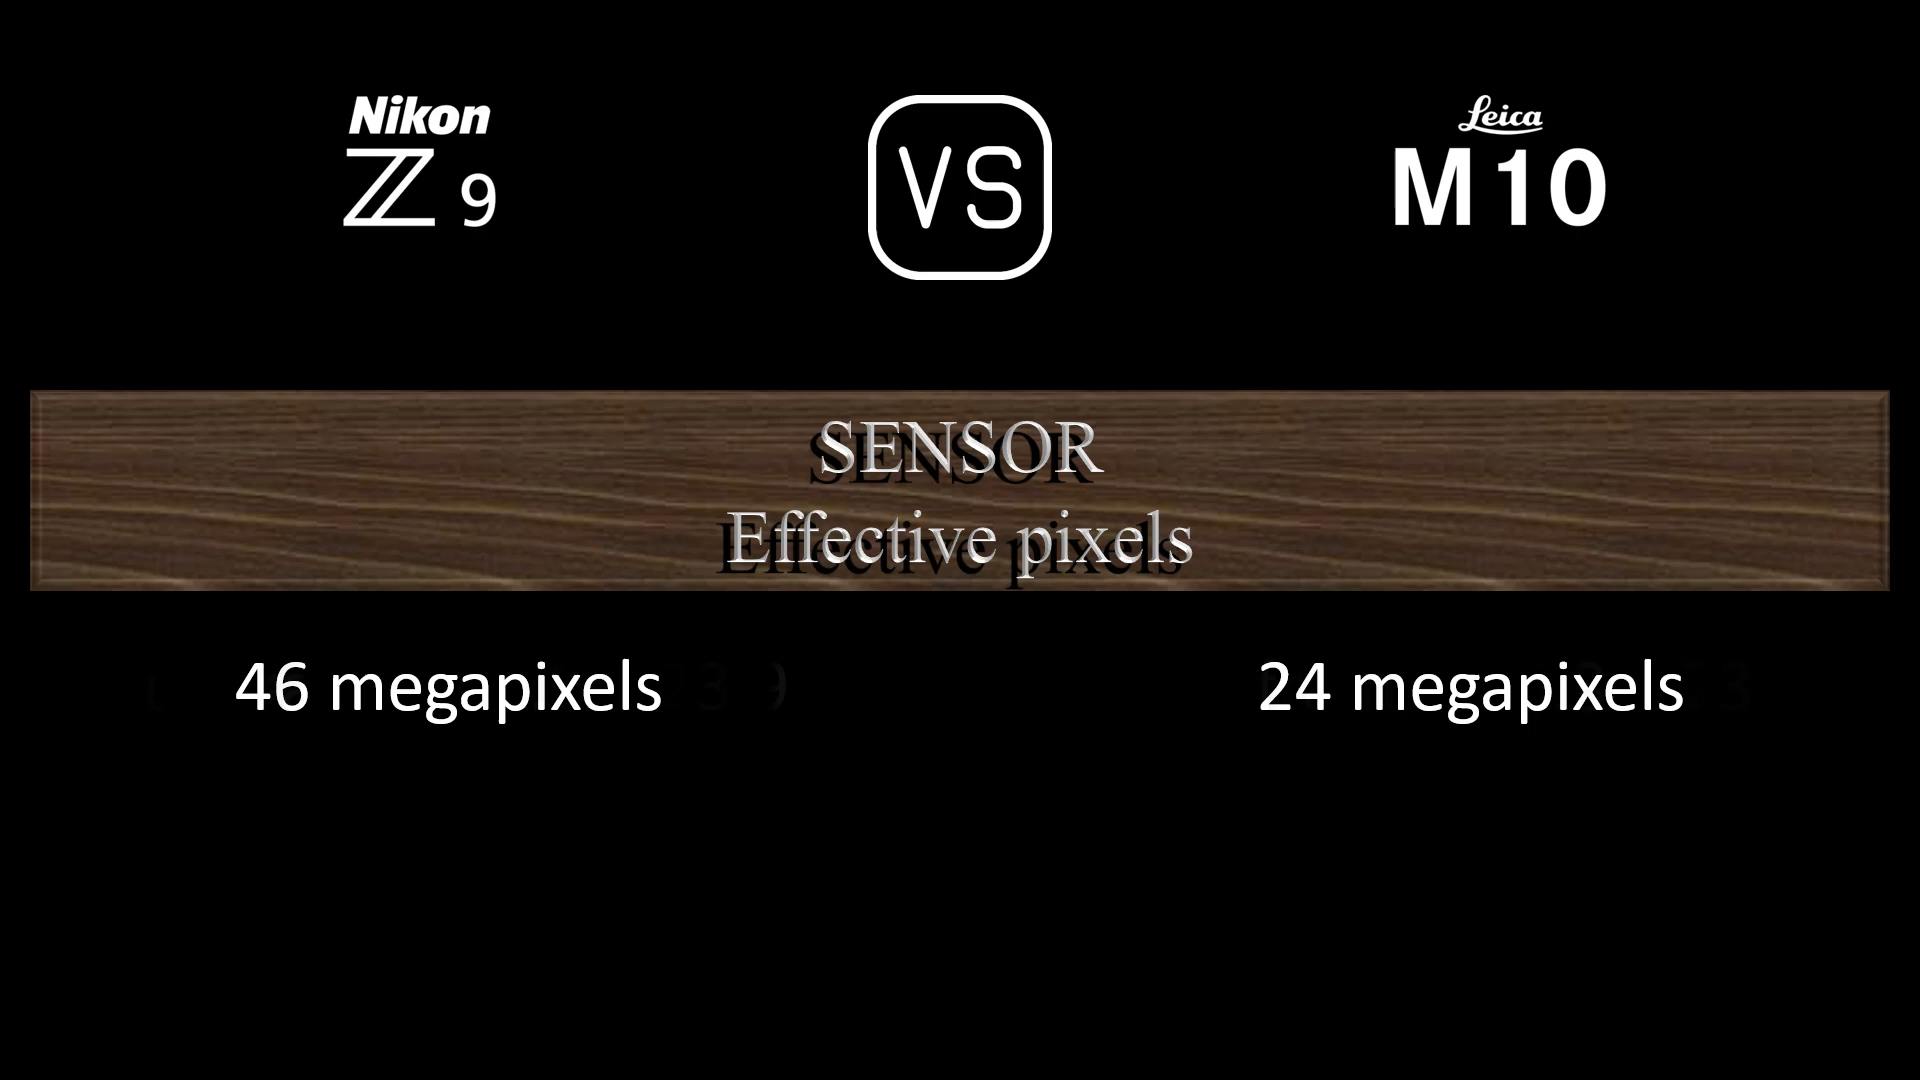 Nikon
Z 9
VS
Leica
M10
SENSOR
Effective pixels
46 megapixels
24 megapixels